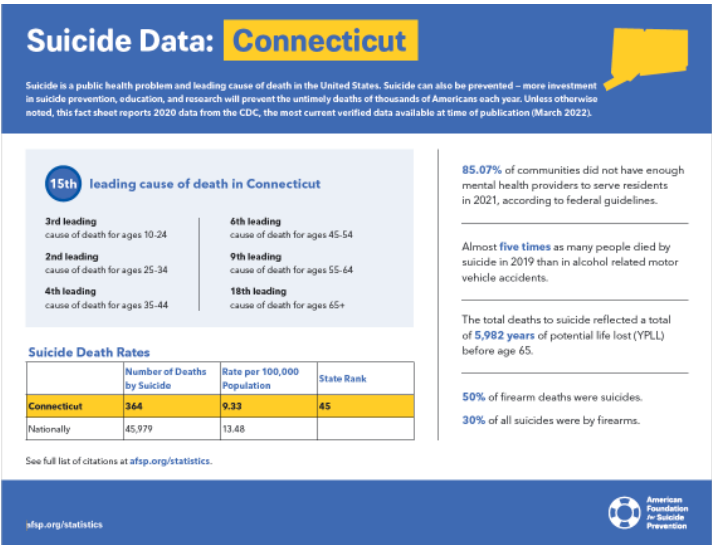 Suicide Data: Connecticut
Suicide is a public health problem and leading cause of death in the United States. Suicide can also be prevented – more investment
in suicide prevention, education, and research will prevent the untimely deaths of thousands of Americans each year. Unless otherwise
noted, this fact sheet reports 2020 data from the CDC, the most current verified data available at time of publication (March 2022).
15th leading cause of death in Connecticut
3rd leading
cause of death for ages 10-24
2nd leading
cause of death for ages 25-34
4th leading
cause of death for ages 35-44
6th leading
cause of death for ages 45-54
9th leading
cause of death for ages 55-64
18th leading
cause of death for ages 65+
Suicide Death Rates
Number of Deaths
by Suicide
Rate per 100,000
Population
State Rank
Connecticut 364 9.33 45
Nationally 45,979 13.48
See full list of citations at afsp.org/statistics.
85.07% of communities did not have enough
mental health providers to serve residents
in 2021, according to federal guidelines.
Almost five times as many people died by
suicide in 2019 than in alcohol related motor
vehicle accidents.
The total deaths to suicide reflected a total
of 5,982 years of potential life lost (YPLL)
before age 65.
50% of firearm deaths were suicides.
30% of all suicides were by firearms.
afsp.org/statistics
American
Foundation
for Suicide
Prevention